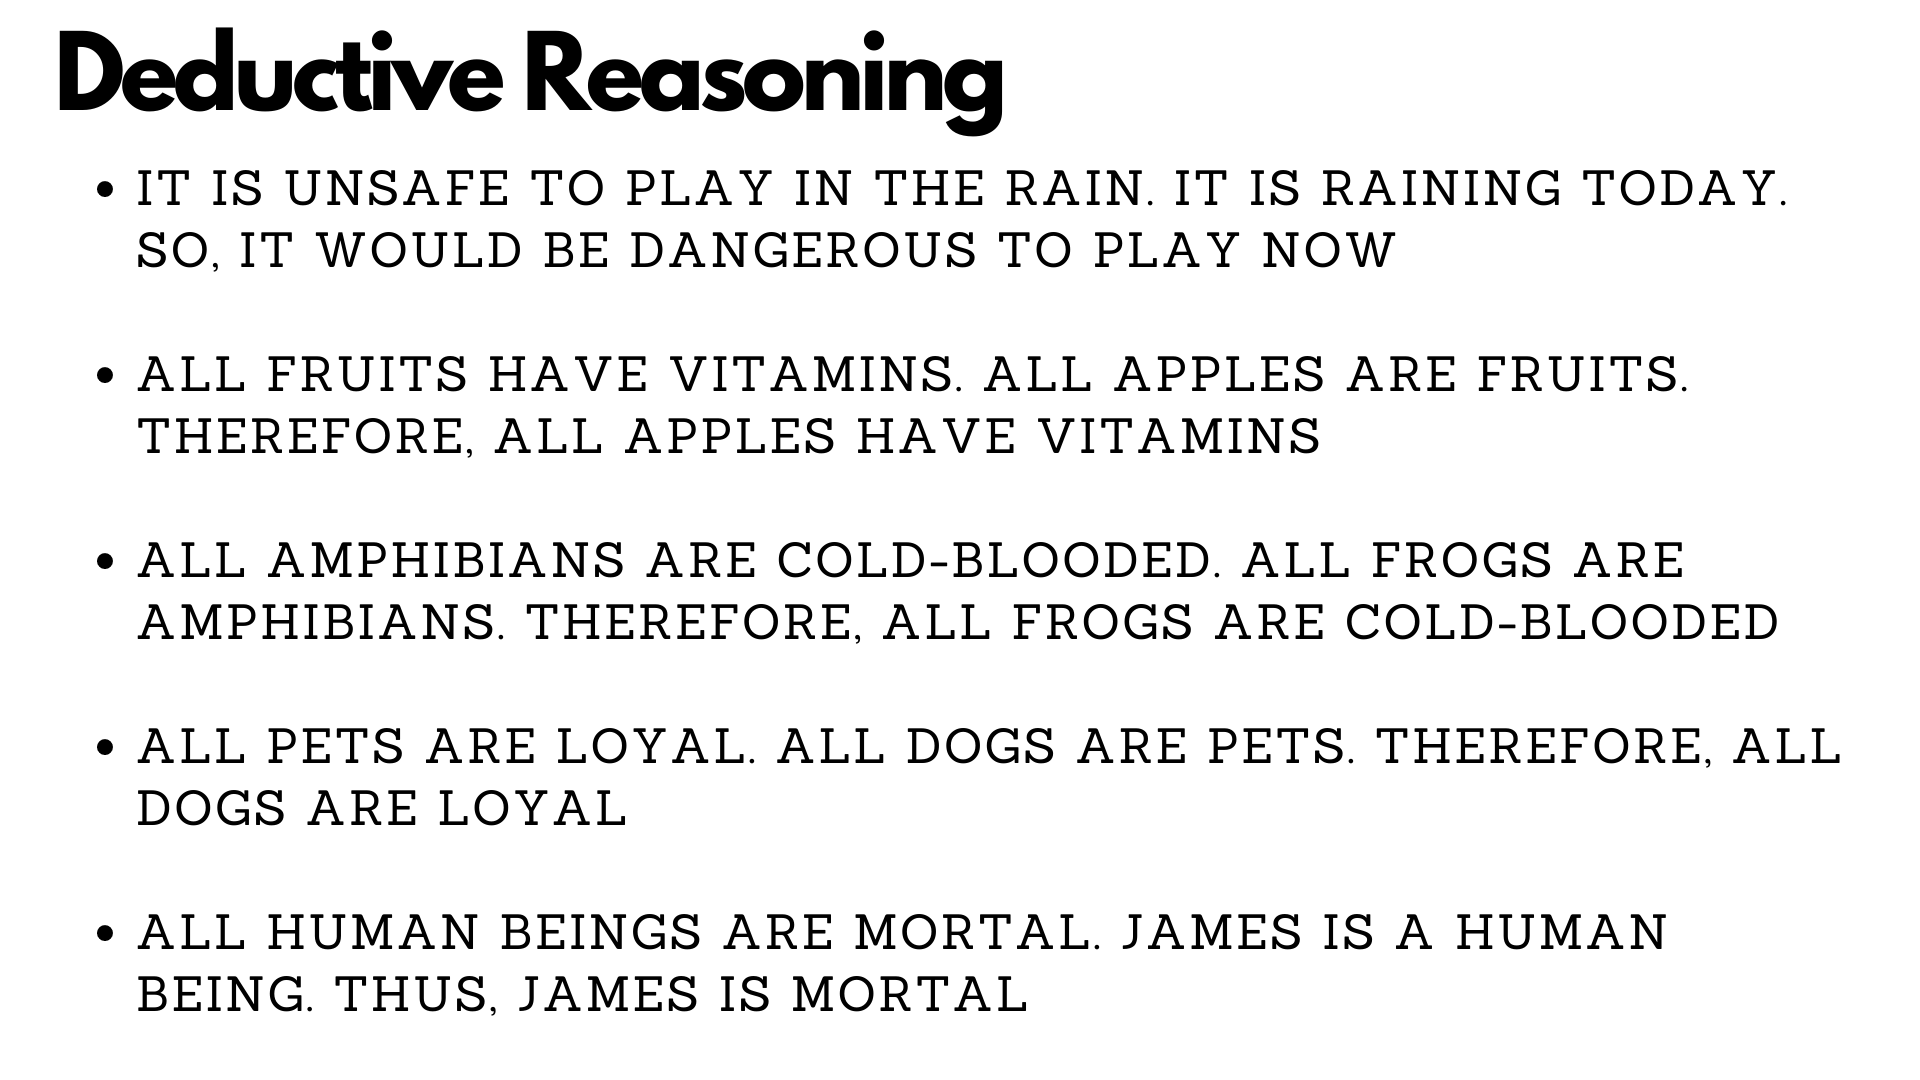 Deductive Reasoning
• IT IS UNSAFE TO PLAY IN THE RAIN. IT IS RAINING TODAY.
SO, IT WOULD BE DANGEROUS TO PLAY NOW
• ALL FRUITS HAVE VITAMINS. ALL APPLES ARE FRUITS.
THEREFORE, ALL APPLES HAVE VITAMINS
• ALL AMPHIBIANS ARE COLD-BLOODED. ALL FROGS ARE
AMPHIBIANS. THEREFORE, ALL FROGS ARE COLD-BLOODED
• ALL PETS ARE LOYAL. ALL DOGS ARE PETS. THEREFORE, ALL
DOGS ARE LOYAL
• ALL HUMAN BEINGS ARE MORTAL. JAMES IS A HUMAN
BEING. THUS, JAMES IS MORTAL